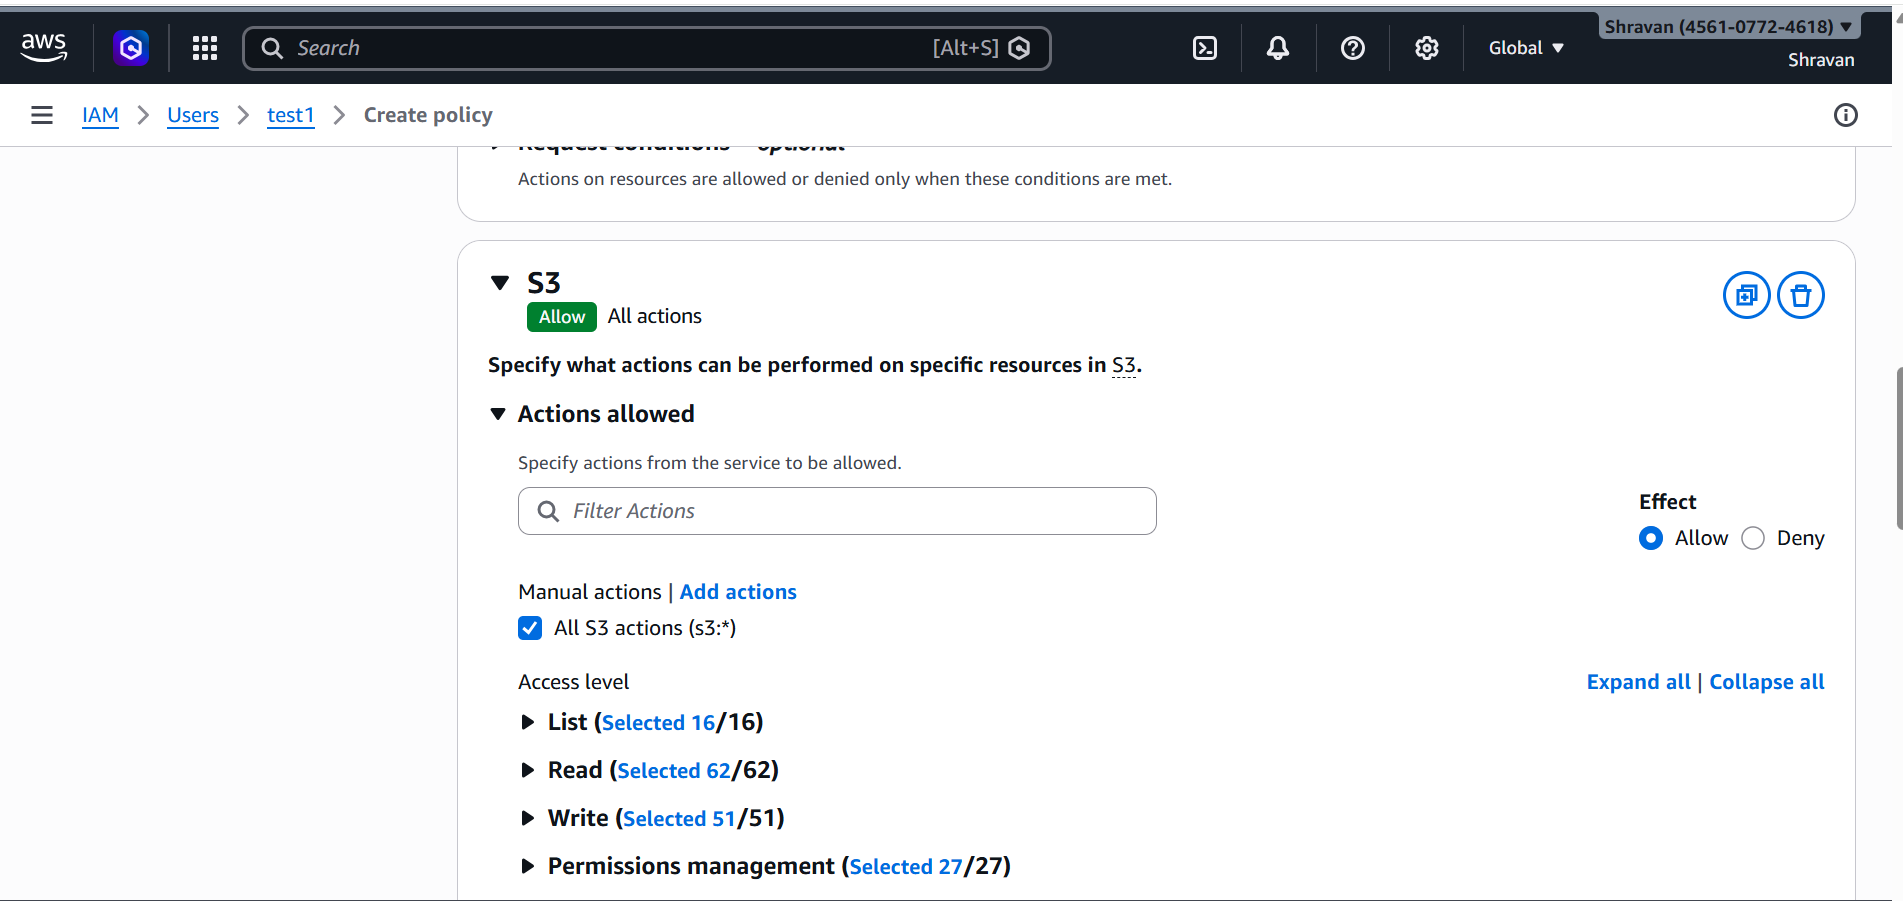 aws
Search [Alt+S]
Global
Shravan (4561-0772-4618)
Shravan
IAM Users test1 Create policy
Request conditions - optional
Actions on resources are allowed or denied only when these conditions are met.
S3
Allow All actions
Specify what actions can be performed on specific resources in S3.
Actions allowed
Specify actions from the service to be allowed.
Filter Actions
Effect
Allow Deny
Manual actions | Add actions
All S3 actions (s3:*)
Access level
Expand all | Collapse all
List (Selected 16/16)
Read (Selected 62/62)
Write (Selected 51/51)
Permissions management (Selected 27/27)